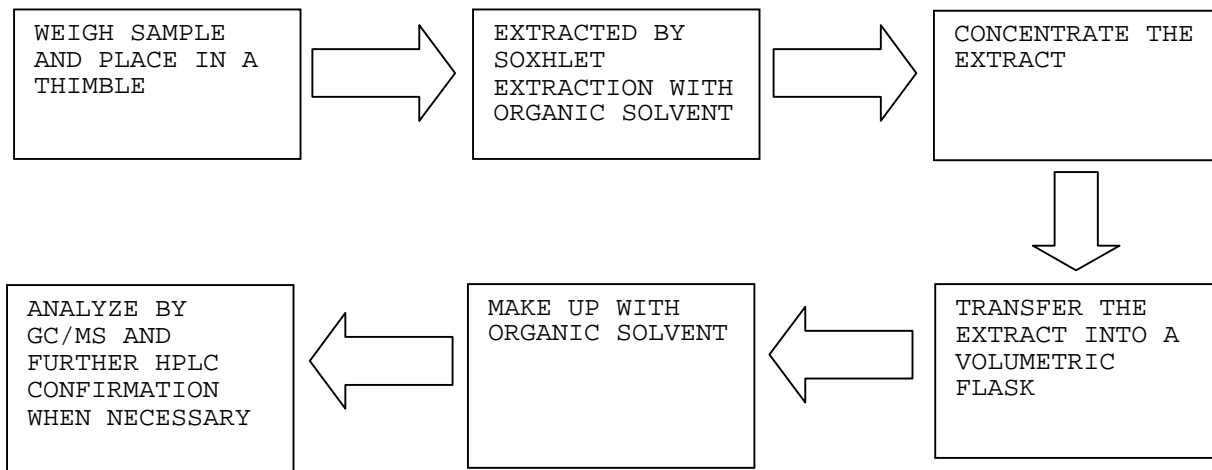 WEIGH SAMPLE
AND PLACE IN A
THIMBLE
EXTRACTED BY
SOXHLET
EXTRACTION WITH
ORGANIC SOLVENT
CONCENTRATE THE
EXTRACT
TRANSFER THE
EXTRACT INTO A
VOLUMETRIC
FLASK
MAKE UP WITH
ORGANIC SOLVENT
ANALYZE BY
GC/MS AND
FURTHER HPLC
CONFIRMATION
WHEN NECESSARY